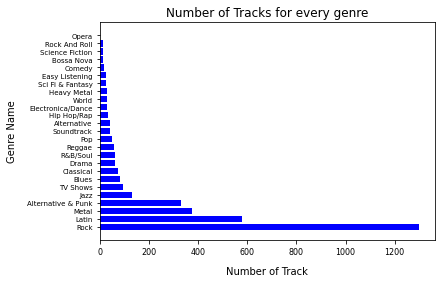 Number of Tracks for every genre
Genre Name
Opera
Rock And Roll
Science Fiction
Bossa Nova
Comedy
Easy Listening
Sci Fi & Fantasy
Heavy Metal
World
Electronica/Dance
Hip Hop/Rap
Alternative
Soundtrack
Pop
Reggae
R&B/Soul
Drama
Classical
Blues
TV Shows
Jazz
Alternative & Punk
Metal
Latin
Rock
0 200 400 600 800 1000 1200
Number of Track